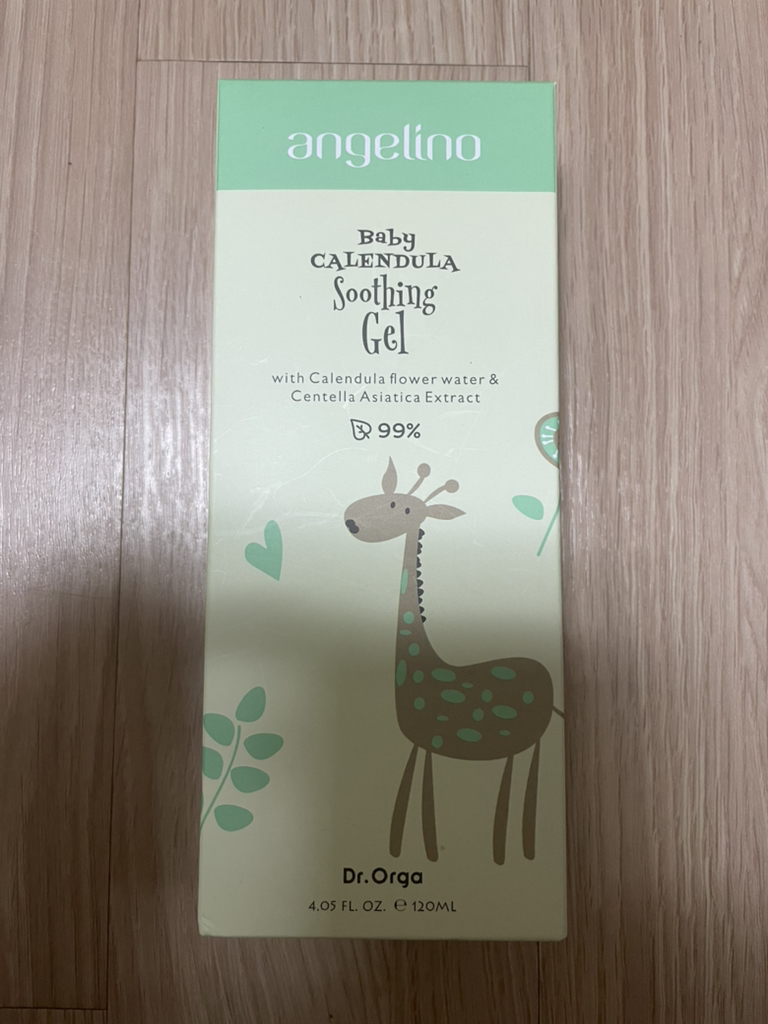 angelino
Baby
CALENDULA
Soothing
Gel
with Calendula flower water &
Centella Asiatica Extract
99%
Dr.Orga
4.05 FL. OZ. ℮ 120ML